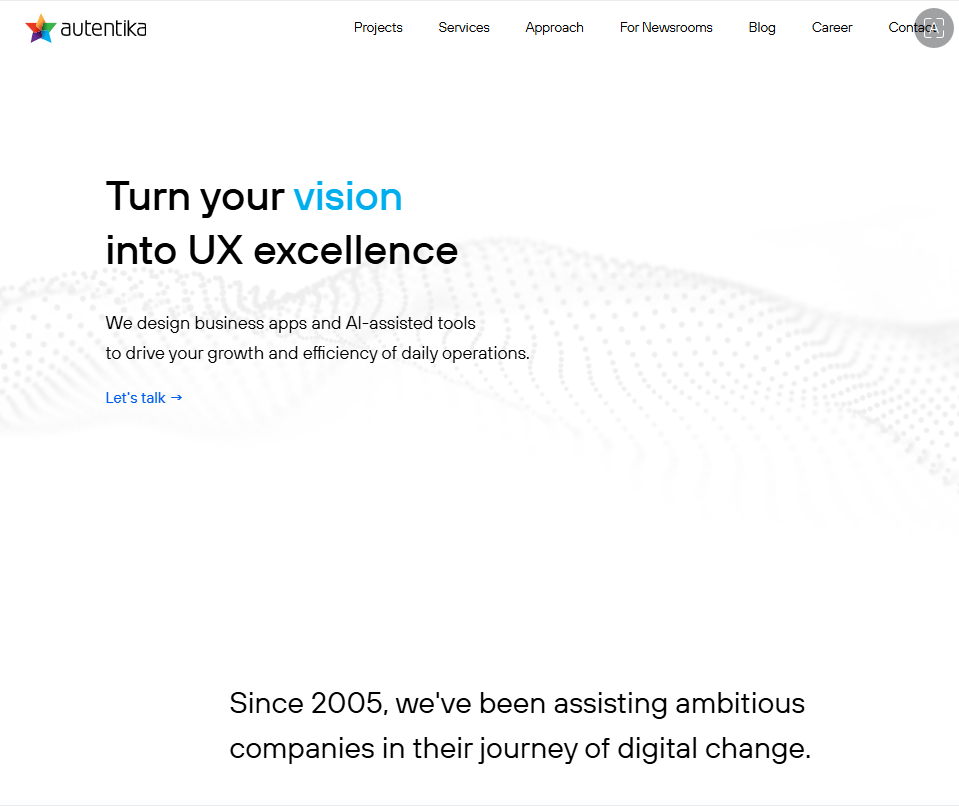 autentika
Projects Services Approach For Newsrooms Blog Career Contact
A
Turn your vision
into UX excellence
We design business apps and AI-assisted tools
to drive your growth and efficiency of daily operations.
Let's talk →
Since 2005, we've been assisting ambitious
companies in their journey of digital change.